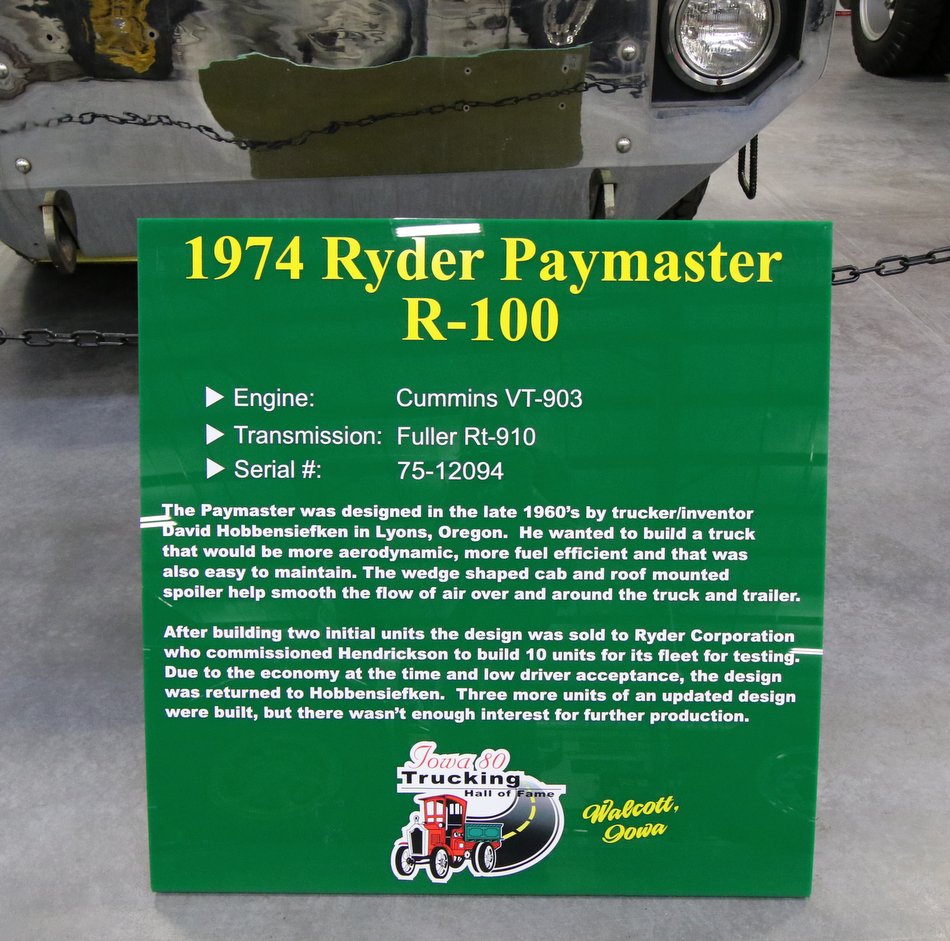 1974 Ryder Paymaster
R-100
▶ Engine: Cummins VT-903
▶ Transmission: Fuller Rt-910
▶ Serial #: 75-12094
The Paymaster was designed in the late 1960's by trucker/inventor
David Hobbensiefken in Lyons, Oregon. He wanted to build a truck
that would be more aerodynamic, more fuel efficient and that was
also easy to maintain. The wedge shaped cab and roof mounted
spoiler help smooth the flow of air over and around the truck and trailer.
After building two initial units the design was sold to Ryder Corporation
who commissioned Hendrickson to build 10 units for its fleet for testing.
Due to the economy at the time and low driver acceptance, the design
was returned to Hobbensiefken. Three more units of an updated design
were built, but there wasn't enough interest for further production.
Iowa 80
Trucking
Hall of Fame
Walcott,
Iowa